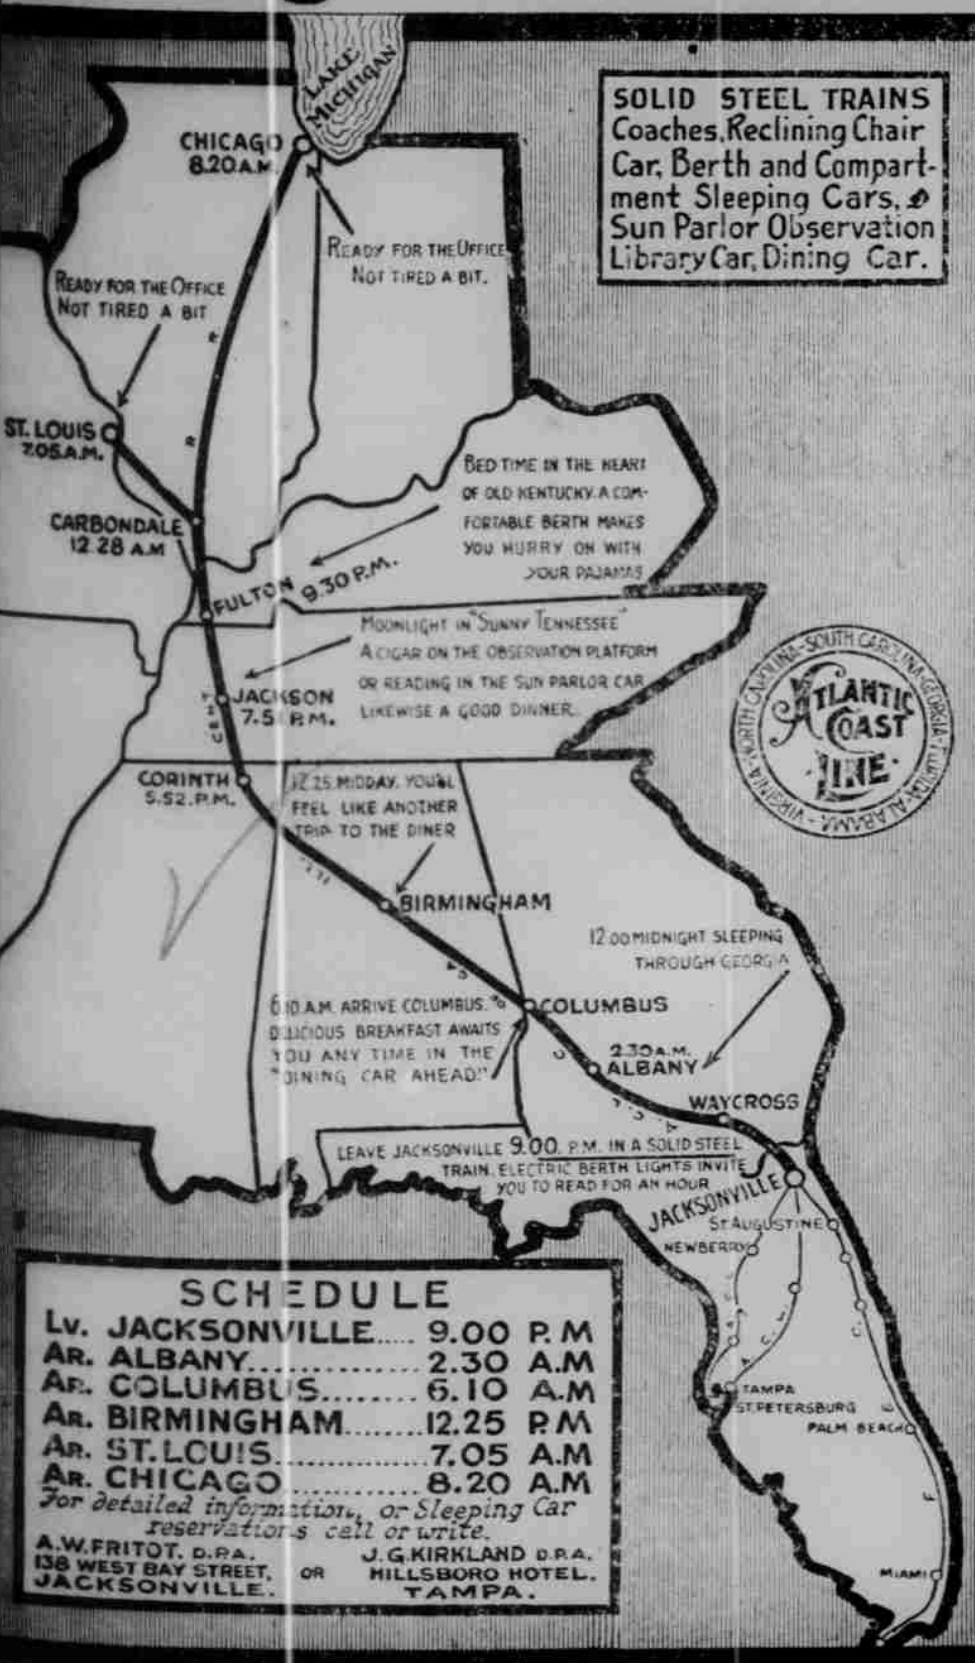 LAKE
MICHIGAN
SOLID STEEL TRAINS
Coaches, Reclining Chair
Car, Berth and Compart-
ment Sleeping Cars, &
Sun Parlor Observation
Library Car, Dining Car.
CHICAGO
8.20 A.M.
READY FOR THE OFFICE
NOT TIRED A BIT.
READY FOR THE OFFICE
NOT TIRED A BIT
ST. LOUIS
7.05 A.M.
BED TIME IN THE HEART
OF OLD KENTUCKY. A COM-
FORTABLE BERTH MAKES
YOU HURRY ON WITH
YOUR PAJAMAS
CARBONDALE
12.28 A.M
FULTON 9.30 P.M.
MOONLIGHT IN "SUNNY TENNESSEE"
A CIGAR ON THE OBSERVATION PLATFORM
OR READING IN THE SUN PARLOR CAR
LIKEWISE A GOOD DINNER.
JACKSON
7.5 P.M.
NORTH CAROLINA-SOUTH CAROLINA-GEORGIA-FLORIDA-ALABAMA-VIRGINIA
ATLANTIC
COAST
LINE
CORINTH
5.52. P.M.
12.25 MIDDAY. YOU'LL
FEEL LIKE ANOTHER
TRIP TO THE DINER
BIRMINGHAM
12.00 MIDNIGHT SLEEPING
THROUGH GEORGIA
6.10 A.M. ARRIVE COLUMBUS.
DELICIOUS BREAKFAST AWAITS
YOU ANY TIME IN THE
"DINING CAR AHEAD."
COLUMBUS
2.30 A.M.
ALBANY
WAYCROSS
LEAVE JACKSONVILLE 9.00 P.M. IN A SOLID STEEL
TRAIN. ELECTRIC BERTH LIGHTS INVITE
YOU TO READ FOR AN HOUR
JACKSONVILLE
ST. AUGUSTINE
NEWBERRY
TAMPA
ST. PETERSBURG
PALM BEACH
MIAMI
SCHEDULE
LV. JACKSONVILLE..... 9.00 P.M
AR. ALBANY............... 2.30 A.M
AR. COLUMBUS......... 6.10 A.M
AR. BIRMINGHAM........12.25 P.M
AR. ST. LOUIS................7.05 A.M
AR. CHICAGO............. 8.20 A.M
For detailed information, or Sleeping Car
reservations call or write.
A.W. FRITOT. D.P.A.
138 WEST BAY STREET,
JACKSONVILLE.
OR
J.G. KIRKLAND D.P.A.
HILLSBORO HOTEL.
TAMPA.